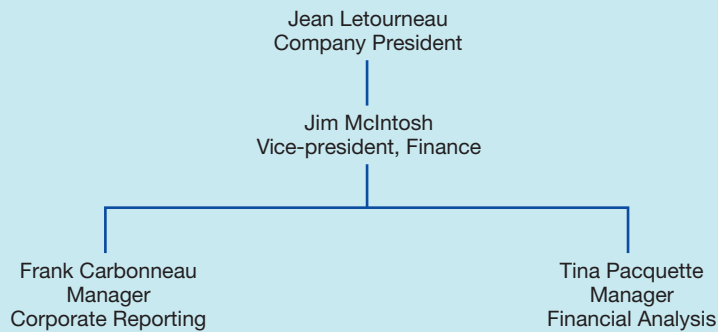 Jean Letourneau
Company President
Jim McIntosh
Vice-president, Finance
Frank Carbonneau
Manager
Corporate Reporting
Tina Pacquette
Manager
Financial Analysis